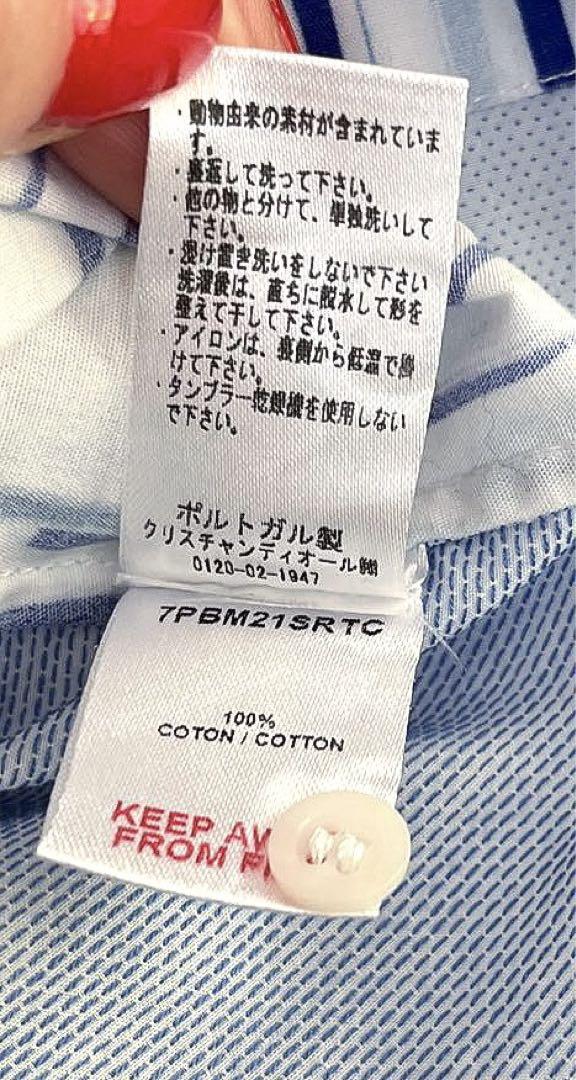 ・動物由来の素材が含まれていま
す。
・裏返して洗って下さい。
・他の物と分けて、単独洗いして
下さい。
・浸け置き洗いをしないで下さい
洗濯後は、直ちに脱水して形を
整えて干して下さい。
・アイロンは、裏側から低温で掛
けて下さい。
・タンブラー乾燥機を使用しない
で下さい。
ポルトガル製
クリスチャンディオール㈱
0120-02-1947
7PBM21SRTC
100%
COTON / COTTON
KEEP
FROM